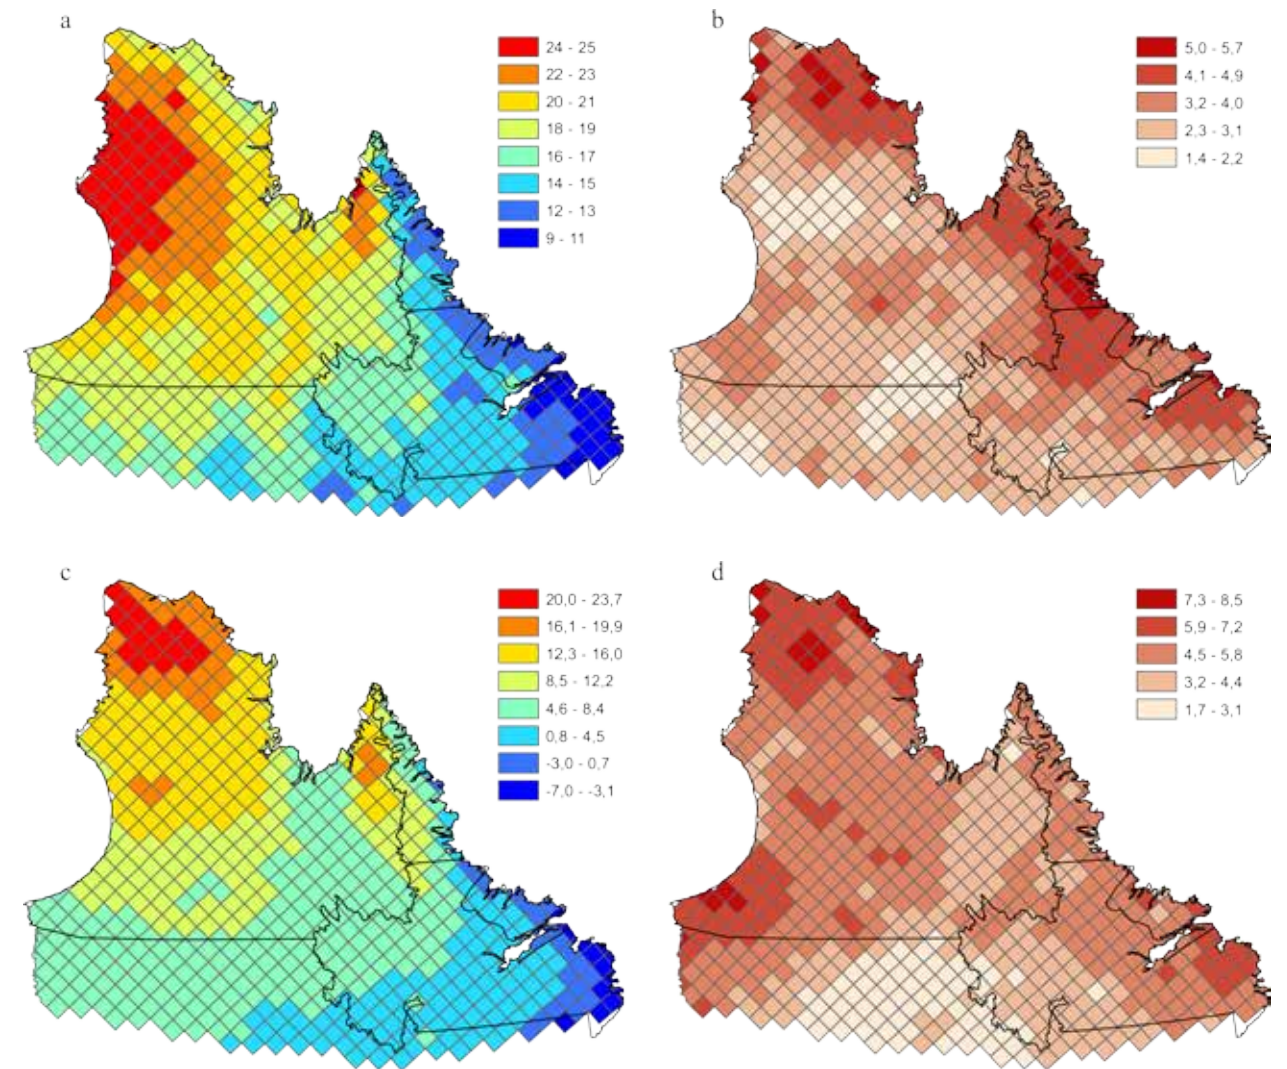 a
24 - 25
22 - 23
20 - 21
18 - 19
16 - 17
14 - 15
12 - 13
9 - 11
b
5,0 - 5,7
4,1 - 4,9
3,2 - 4,0
2,3 - 3,1
1,4 - 2,2
c
20,0 - 23,7
16,1 - 19,9
12,3 - 16,0
8,5 - 12,2
4,6 - 8,4
0,8 - 4,5
-3,0 - 0,7
-7,0 - -3,1
d
7,3 - 8,5
5,9 - 7,2
4,5 - 5,8
3,2 - 4,4
1,7 - 3,1